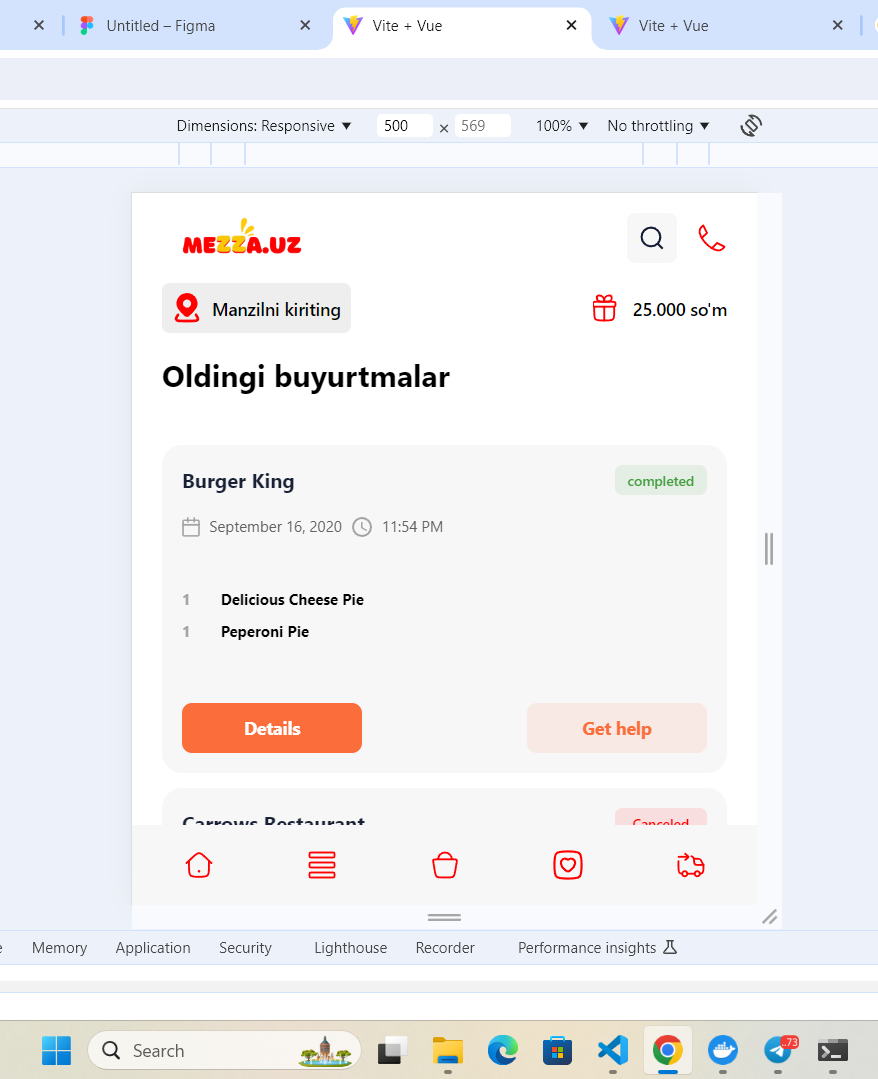 Untitled – Figma
Vite + Vue
Vite + Vue
Dimensions: Responsive
500 × 569
100%
No throttling
MEZZA.UZ
Manzilni kiriting
25.000 so'm
Oldingi buyurtmalar
Burger King
completed
September 16, 2020
11:54 PM
1 Delicious Cheese Pie
1 Peperoni Pie
Details
Get help
Carrows Restaurant
Canceled
Memory Application Security Lighthouse Recorder Performance insights
Search
..73